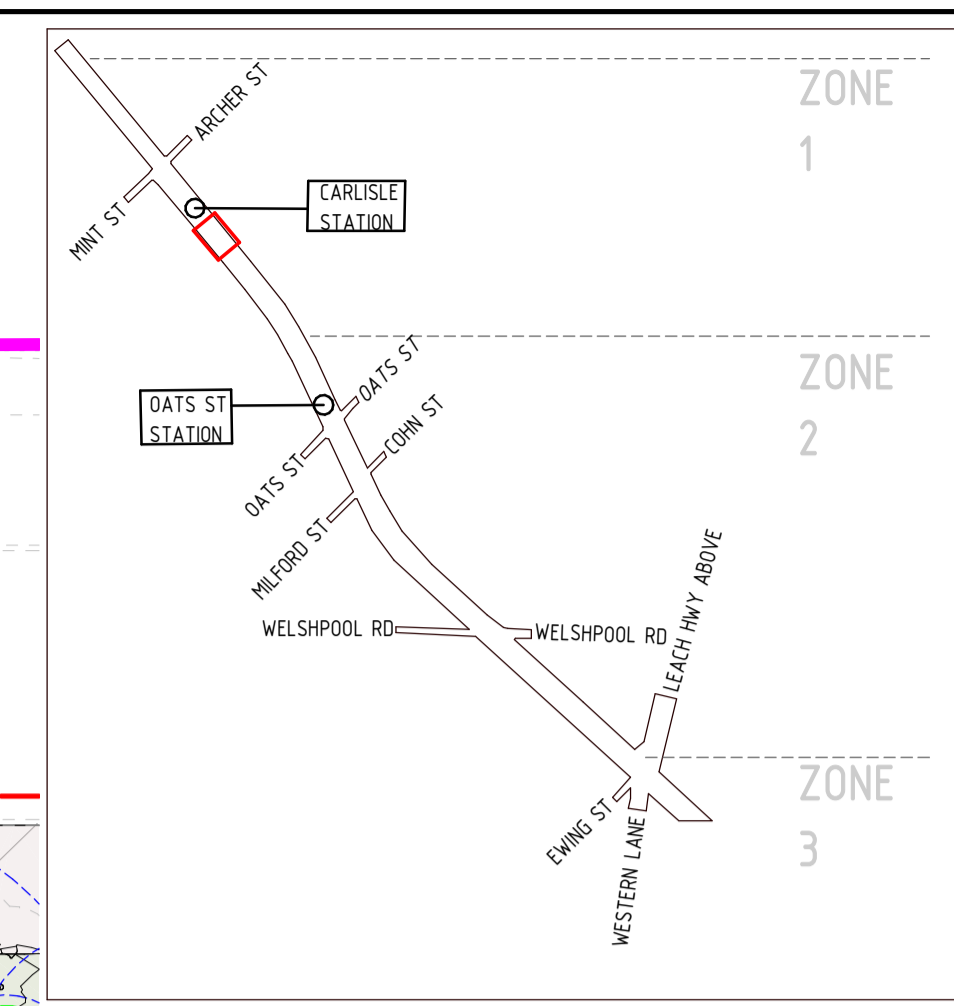 ZONE
1
ARCHER ST
MINT ST
CARLISLE
STATION
ZONE
2
OATS ST
STATION
OATS ST
COHN ST
OATS ST
MILFORD ST
WELSHPOOL RD
WELSHPOOL RD
LEACH HWY ABOVE
ZONE
3
EWING ST
WESTERN LANE